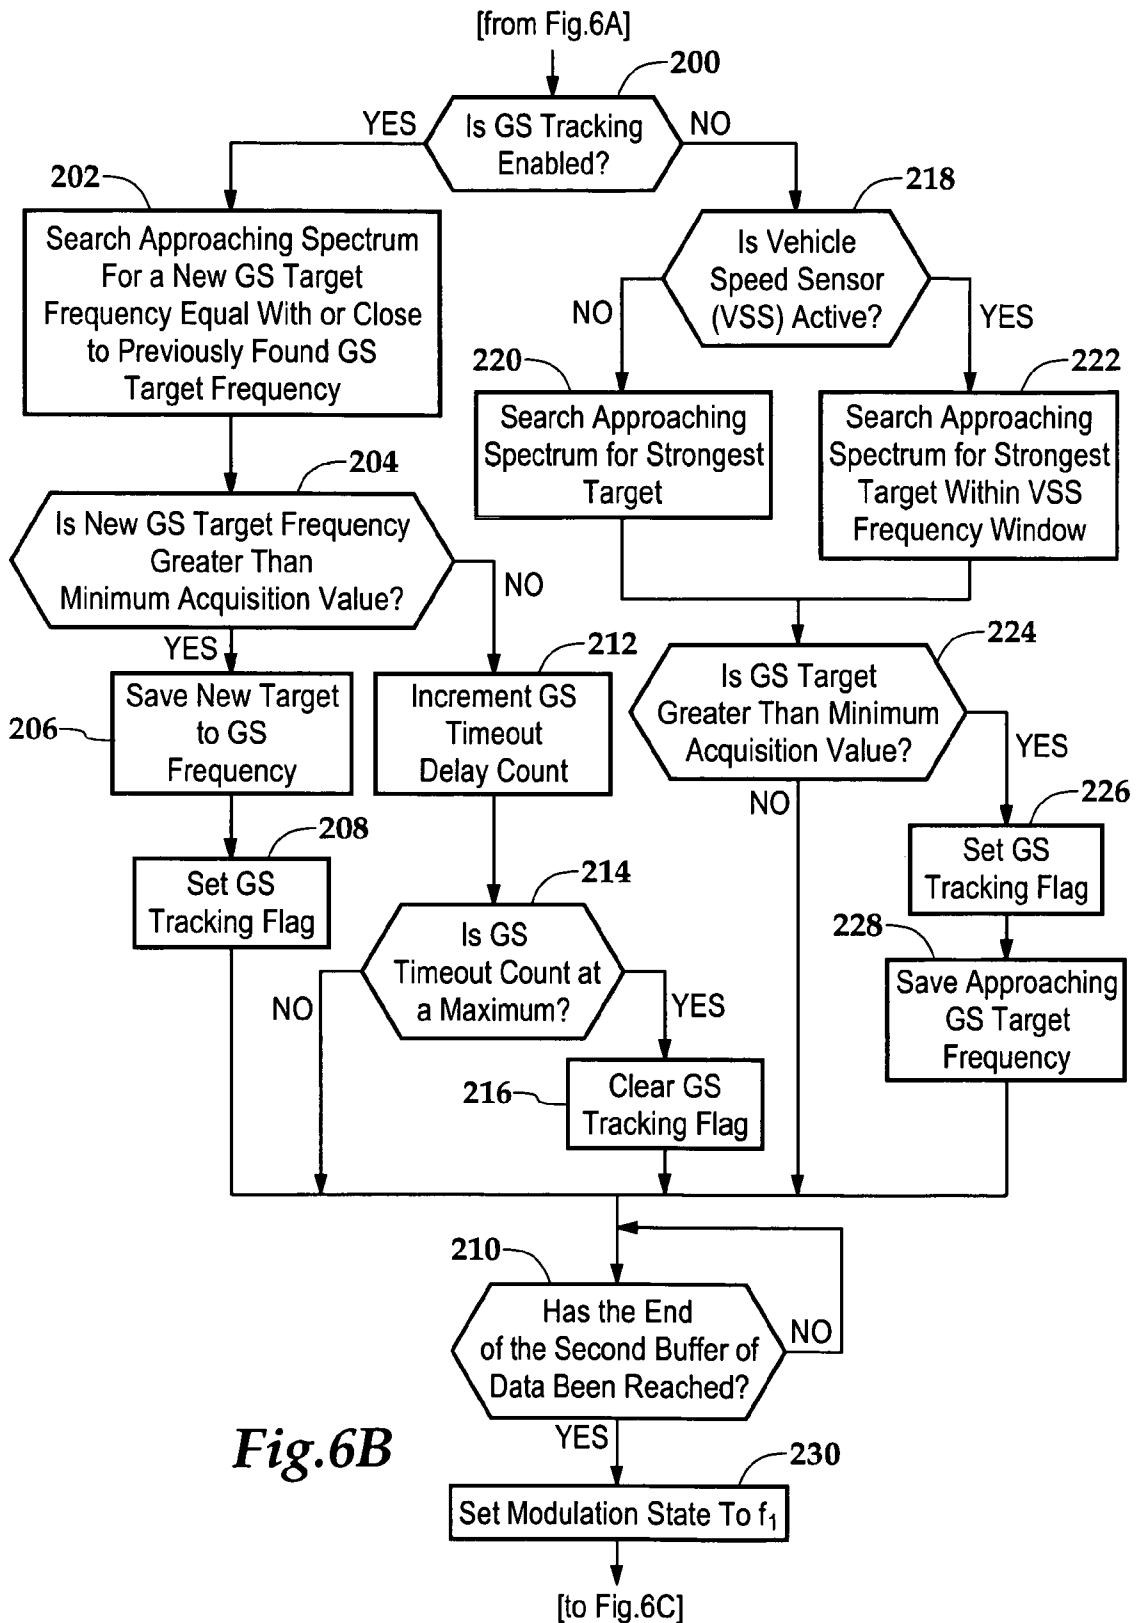 [from Fig.6A]
200
Is GS Tracking
Enabled?
YES
NO
202
Search Approaching Spectrum
For a New GS Target
Frequency Equal With or Close
to Previously Found GS
Target Frequency
218
Is Vehicle
Speed Sensor
(VSS) Active?
NO
YES
220
Search Approaching
Spectrum for Strongest
Target
222
Search Approaching
Spectrum for Strongest
Target Within VSS
Frequency Window
204
Is New GS Target Frequency
Greater Than
Minimum Acquisition Value?
NO
YES
206
Save New Target
to GS
Frequency
212
Increment GS
Timeout
Delay Count
224
Is GS Target
Greater Than Minimum
Acquisition Value?
YES
NO
208
Set GS
Tracking Flag
214
Is GS
Timeout Count at
a Maximum?
NO
YES
226
Set GS
Tracking Flag
228
Save Approaching
GS Target
Frequency
216
Clear GS
Tracking Flag
210
Has the End
of the Second Buffer of
Data Been Reached?
NO
YES
Fig.6B
230
Set Modulation State To f₁
[to Fig.6C]